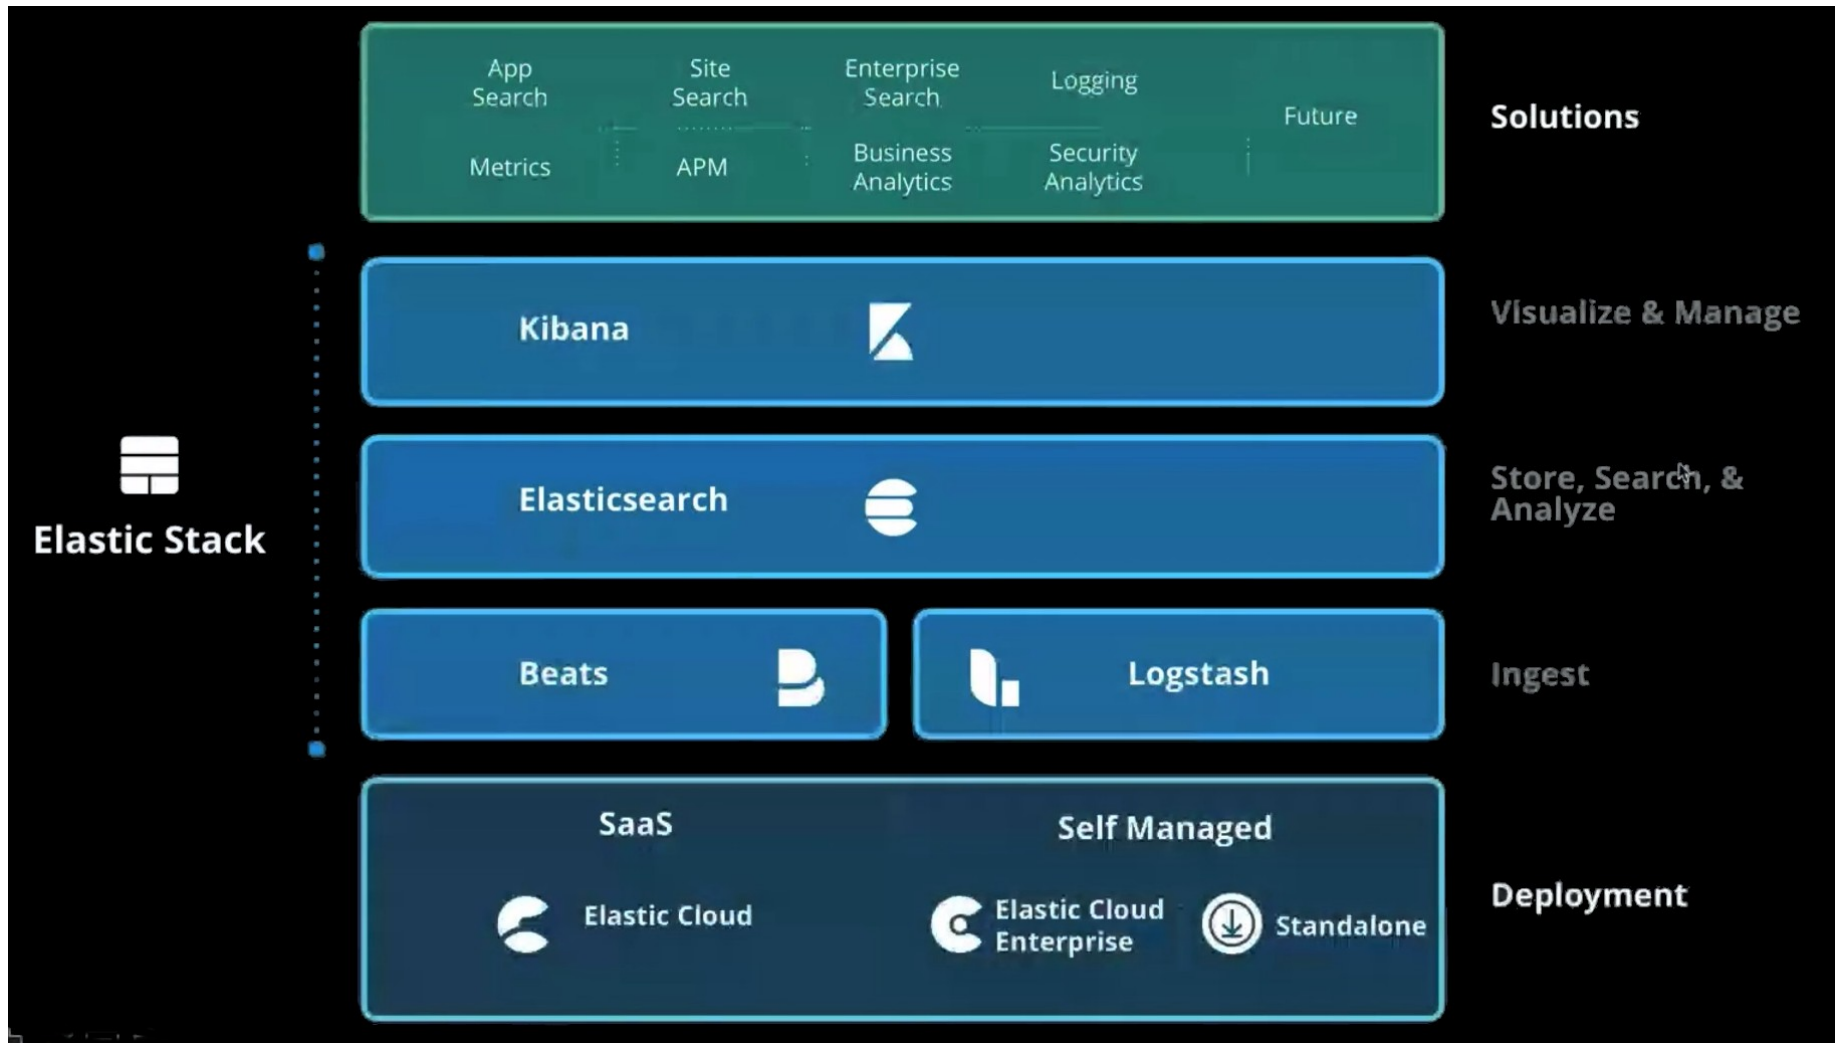 App
Search
Site
Search
Enterprise
Search
Logging
Future
Metrics
APM
Business
Analytics
Security
Analytics
Solutions
Kibana
Visualize & Manage
Elastic Stack
Elasticsearch
Store, Search, &
Analyze
Beats
Logstash
Ingest
SaaS
Self Managed
Elastic Cloud
Elastic Cloud
Enterprise
Standalone
Deployment